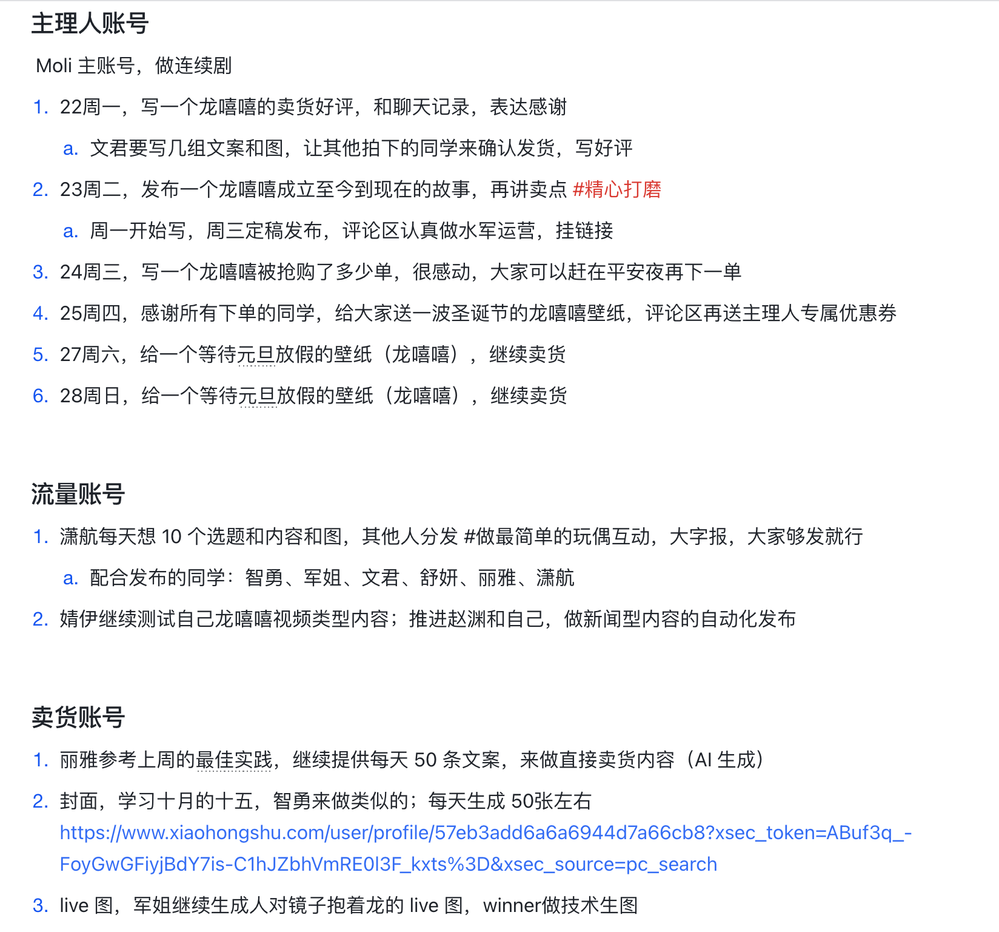 主理人账号
Moli 主账号，做连续剧
1. 22周一，写一个龙嘻嘻的卖货好评，和聊天记录，表达感谢
a. 文君要写几组文案和图，让其他拍下的同学来确认发货，写好评
2. 23周二，发布一个龙嘻嘻成立至今到现在的故事，再讲卖点 #精心打磨
a. 周一开始写，周三定稿发布，评论区认真做水军运营，挂链接
3. 24周三，写一个龙嘻嘻被抢购了多少单，很感动，大家可以赶在平安夜再下一单
4. 25周四，感谢所有下单的同学，给大家送一波圣诞节的龙嘻嘻壁纸，评论区再送主理人专属优惠券
5. 27周六，给一个等待元旦放假的壁纸（龙嘻嘻），继续卖货
6. 28周日，给一个等待元旦放假的壁纸（龙嘻嘻），继续卖货
流量账号
1. 潇航每天想 10 个选题和内容和图，其他人分发 #做最简单的玩偶互动，大字报，大家够发就行
a. 配合发布的同学：智勇、军姐、文君、舒妍、丽雅、潇航
2. 婧伊继续测试自己龙嘻嘻视频类型内容；推进赵渊和自己，做新闻型内容的自动化发布
卖货账号
1. 丽雅参考上周的最佳实践，继续提供每天 50 条文案，来做直接卖货内容（AI 生成）
2. 封面，学习十月的十五，智勇来做类似的；每天生成 50张左右
https://www.xiaohongshu.com/user/profile/57eb3add6a6a6944d7a66cb8?xsec_token=ABuf3q_-
FoyGwGFiyjBdY7is-C1hJZbhVmRE0l3F_kxts%3D&xsec_source=pc_search
3. live 图，军姐继续生成人对镜子抱着龙的 live 图，winner做技术生图